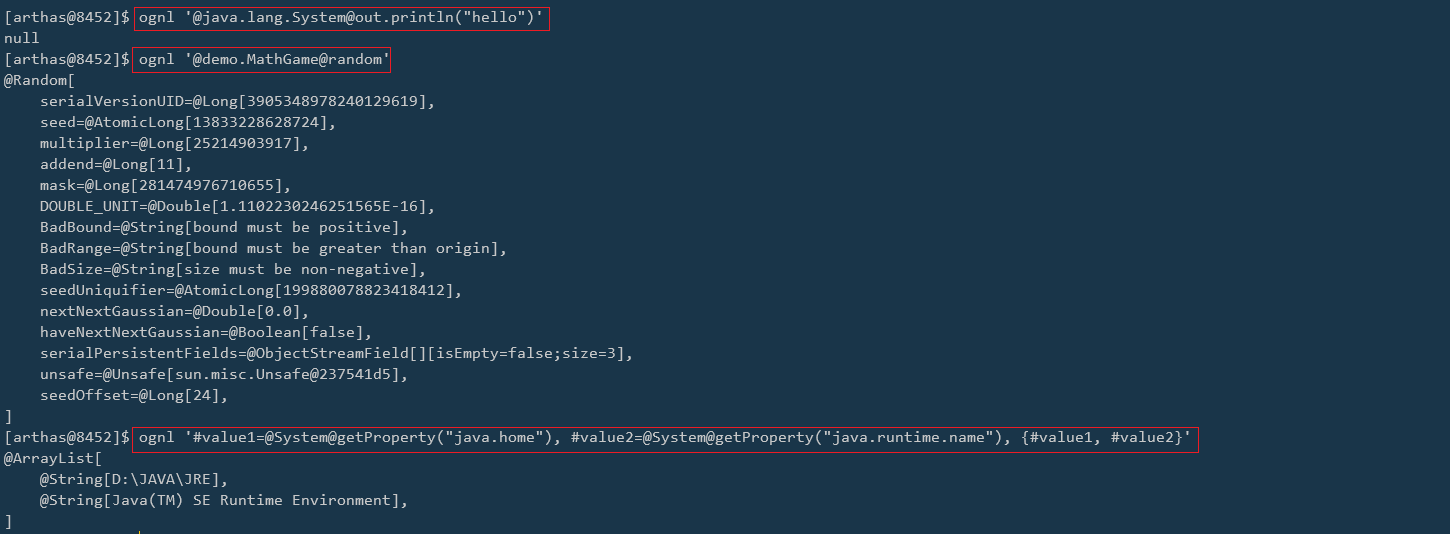 [arthas@8452]$ ognl '@java.lang.System@out.println("hello")'
null
[arthas@8452]$ ognl '@demo.MathGame@random'
@Random[
    serialVersionUID=@Long[3905348978240129619],
    seed=@AtomicLong[13833228628724],
    multiplier=@Long[25214903917],
    addend=@Long[11],
    mask=@Long[281474976710655],
    DOUBLE_UNIT=@Double[1.1102230246251565E-16],
    BadBound=@String[bound must be positive],
    BadRange=@String[bound must be greater than origin],
    BadSize=@String[size must be non-negative],
    seedUniquifier=@AtomicLong[199880078823418412],
    nextNextGaussian=@Double[0.0],
    haveNextNextGaussian=@Boolean[false],
    serialPersistentFields=@ObjectStreamField[][isEmpty=false;size=3],
    unsafe=@Unsafe[sun.misc.Unsafe@237541d5],
    seedOffset=@Long[24],
]
[arthas@8452]$ ognl '#value1=@System@getProperty("java.home"), #value2=@System@getProperty("java.runtime.name"), {#value1, #value2}'
@ArrayList[
    @String[D:\JAVA\JRE],
    @String[Java(TM) SE Runtime Environment],
]